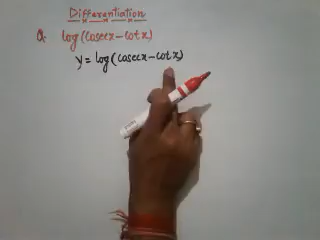 Differentiation
Q. log(cosecx-cotx)
y = log(cosecx-cotx)